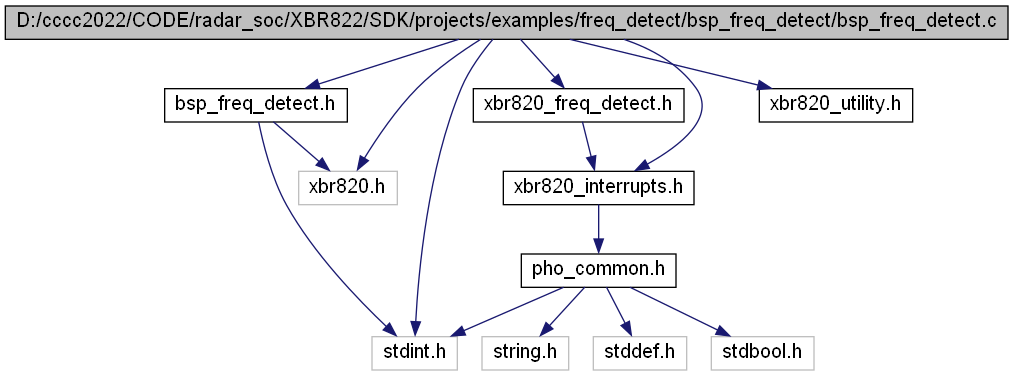 D:/cccc2022/CODE/radar_soc/XBR822/SDK/projects/examples/freq_detect/bsp_freq_detect/bsp_freq_detect.c
bsp_freq_detect.h
xbr820_freq_detect.h
xbr820_utility.h
xbr820.h
xbr820_interrupts.h
pho_common.h
stdint.h
string.h
stddef.h
stdbool.h